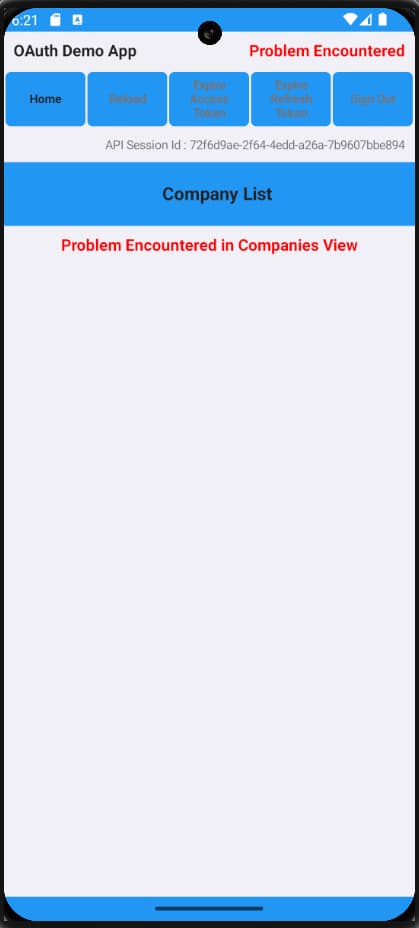 6:21
OAuth Demo App
Problem Encountered
Home
Reload
Expire
Access
Token
Expire
Refresh
Token
Sign Out
API Session Id : 72f6d9ae-2f64-4edd-a26a-7b9607bbe894
Company List
Problem Encountered in Companies View